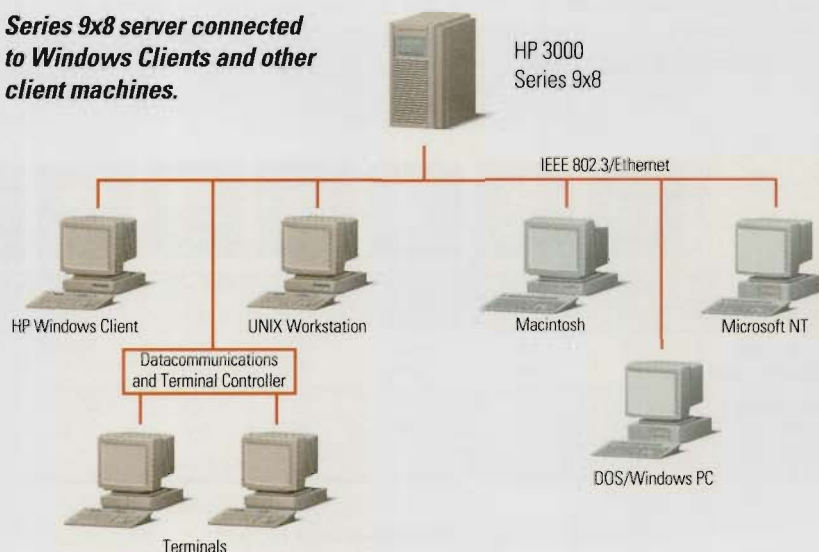 Series 9x8 server connected
to Windows Clients and other
client machines.
HP 3000
Series 9x8
IEEE 802.3/Ethernet
HP Windows Client
UNIX Workstation
Macintosh
Microsoft NT
Datacommunications
and Terminal Controller
DOS/Windows PC
Terminals